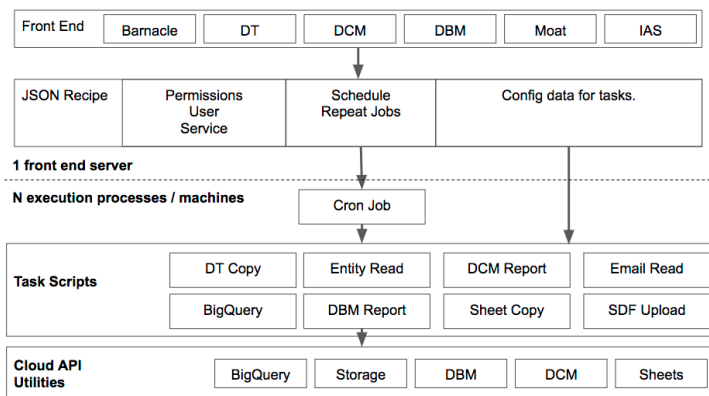 Front End
Barnacle
DT
DCM
DBM
Moat
IAS
JSON Recipe
Permissions
User
Service
Schedule
Repeat Jobs
Config data for tasks.
1 front end server
N execution processes / machines
Cron Job
Task Scripts
DT Copy
Entity Read
DCM Report
Email Read
BigQuery
DBM Report
Sheet Copy
SDF Upload
Cloud API
Utilities
BigQuery
Storage
DBM
DCM
Sheets